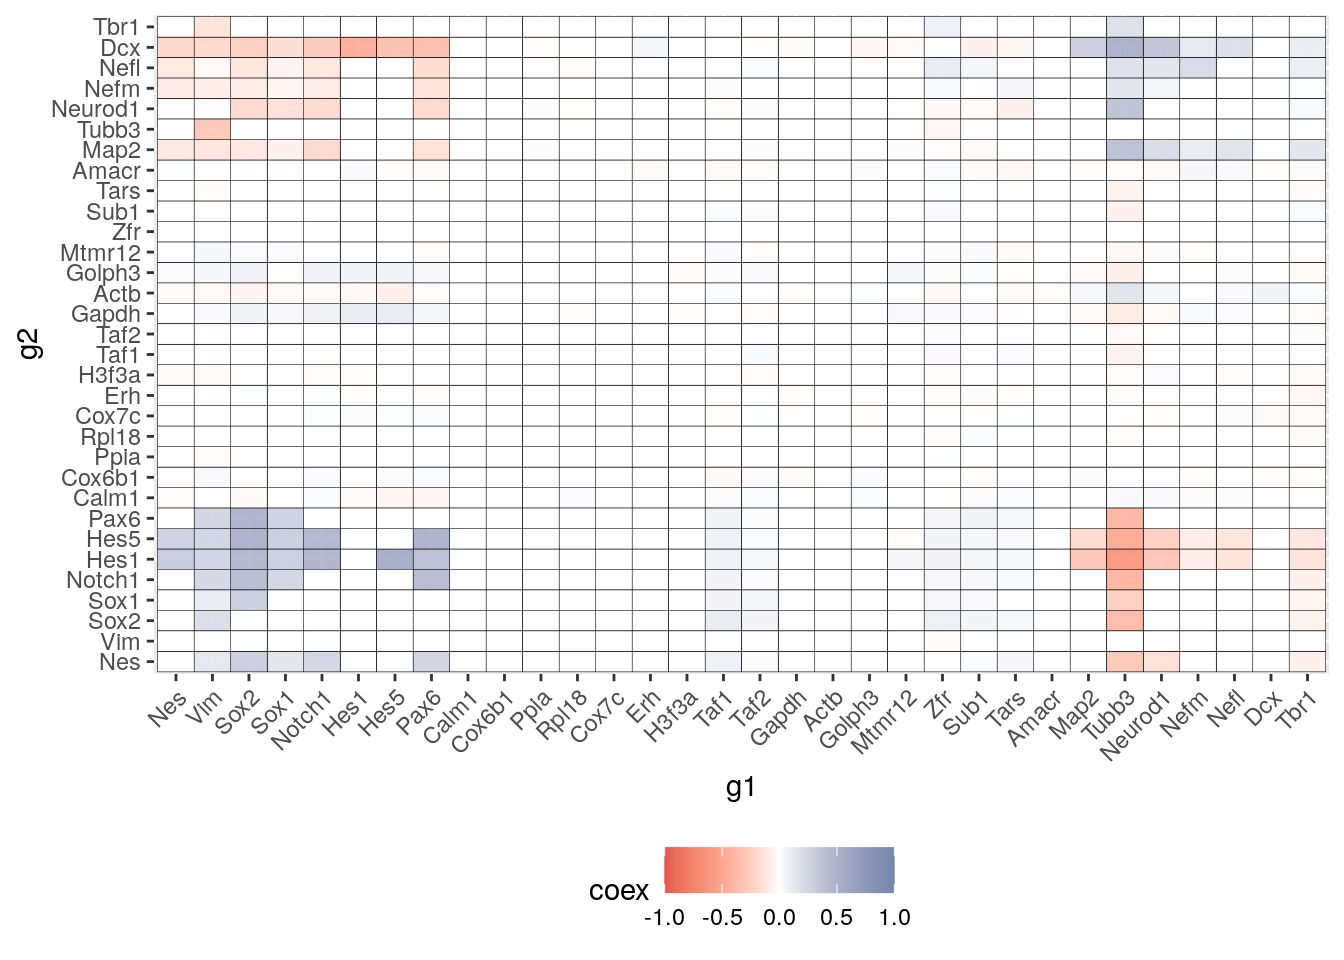 Tbr1
Dcx
Nefl
Nefm
Neurod1
Tubb3
Map2
Amacr
Tars
Sub1
Zfr
Mtmr12
Golph3
Actb
Gapdh
Taf2
Taf1
H3f3a
Erh
Cox7c
Rpl18
Ppia
Cox6b1
Calm1
Pax6
Hes5
Hes1
Notch1
Sox1
Sox2
Vim
Nes
g2
Nes Vim Sox2 Sox1 Notch1 Hes1 Hes5 Pax6 Calm1 Cox6b1 Ppia Rpl18 Cox7c Erh H3f3a Taf1 Taf2 Gapdh Actb Golph3 Mtmr12 Zfr Sub1 Tars Amacr Map2 Tubb3 Neurod1 Nefm Nefl Dcx Tbr1
g1
coex
-1.0 -0.5 0.0 0.5 1.0